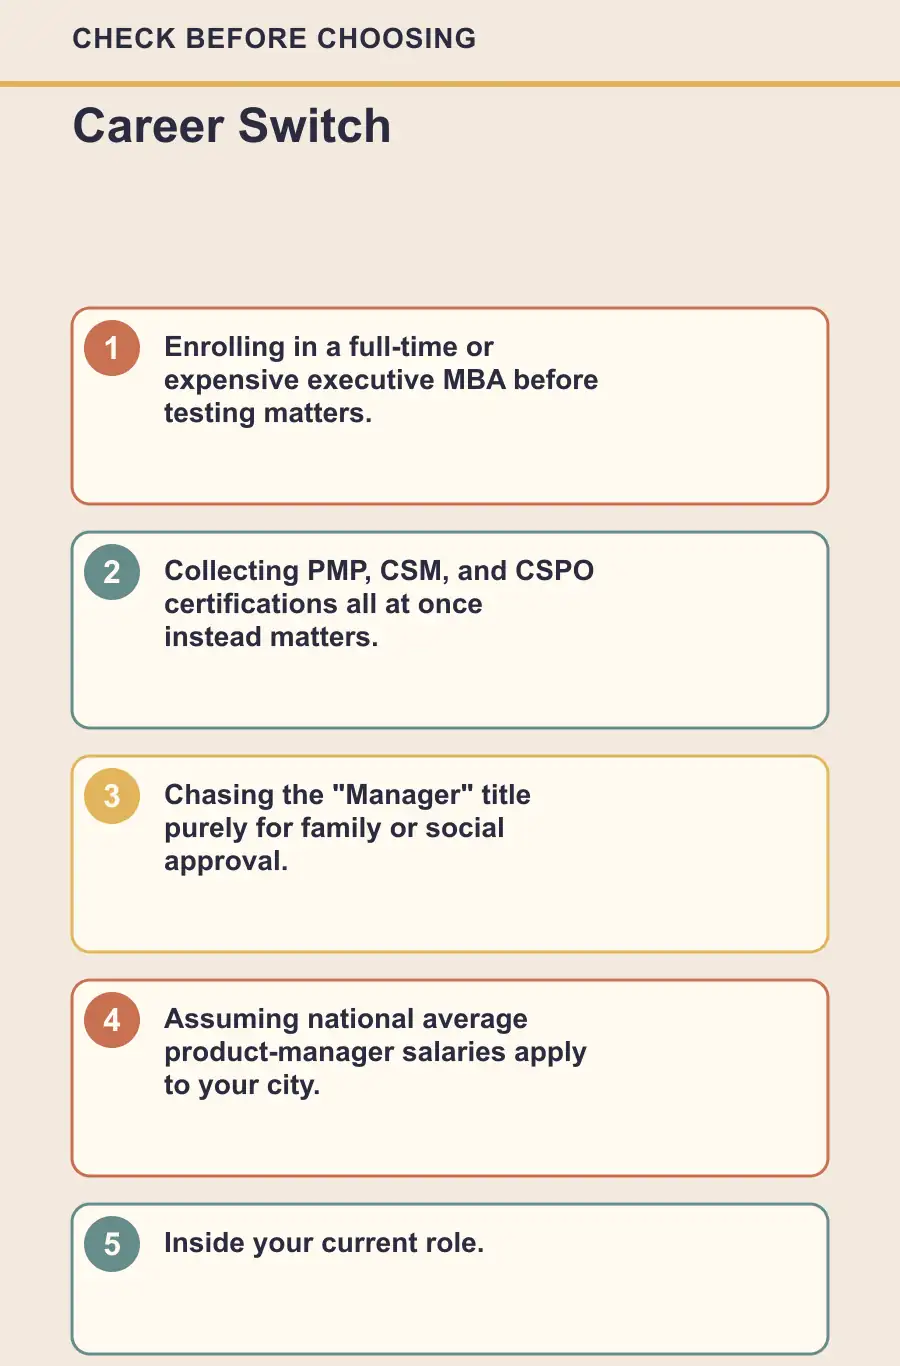 CHECK BEFORE CHOOSING
Career Switch
1
Enrolling in a full-time or
expensive executive MBA before
testing matters.
2
Collecting PMP, CSM, and CSPO
certifications all at once
instead matters.
3
Chasing the "Manager" title
purely for family or social
approval.
4
Assuming national average
product-manager salaries apply
to your city.
5
Inside your current role.